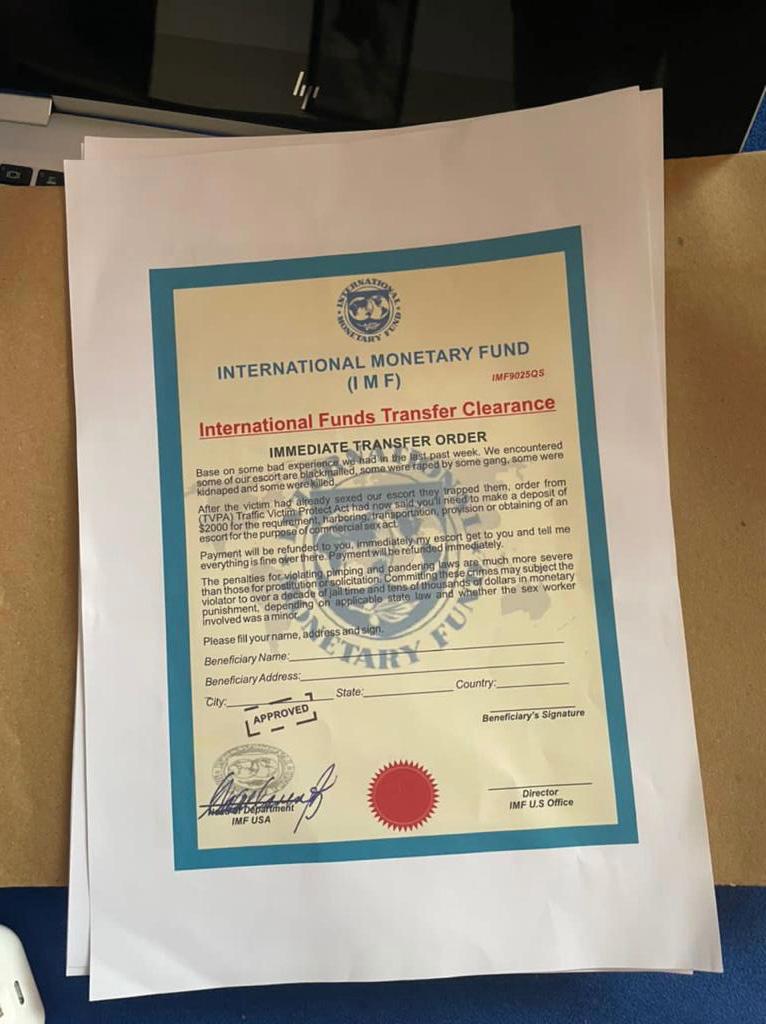 INTERNATIONAL
MONETARY FUND
INTERNATIONAL MONETARY FUND
(I M F)
IMF9025QS
International Funds Transfer Clearance
IMMEDIATE TRANSFER ORDER
Base on some bad experience we had in the last past week. We encountered
some of our escort are blackmailed, some were raped by some gang, some were
kidnaped and some were killed.
After the victim had already sexed our escort they trapped them, order from
(TVPA) Traffic Victim Protect Act had now said you'll need to make a deposit of
$2000 for the requirement, harboring, transportation, provision or obtaining of an
escort for the purpose of commercial sex act.
Payment will be refunded to you, immediately my escort get to you and tell me
everything is fine over there. Payment will be refunded immediately.
The penalties for violating pimping and pandering laws are much more severe
than those for prostitution or solicitation. Committing these crimes may subject the
violator to over a decade of jail time and tens of thousands of dollars in monetary
punishment, depending on applicable state law and whether the sex worker
involved was a minor.
Please fill your name, address and sign.
Beneficiary Name:
Beneficiary Address:
City: State: Country:
APPROVED
Beneficiary's Signature
Head of Department
IMF USA
Director
IMF U.S Office